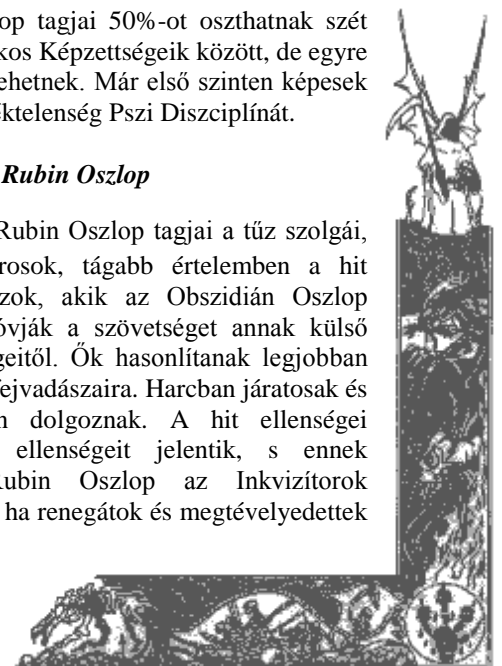 op tagjai 50%-ot oszthatnak szét
kos Képzettségeik között, de egyre
ehetnek. Már első szinten képesek
ktelenség Pszi Diszciplínát.
Rubin Oszlop
Rubin Oszlop tagjai a tűz szolgái,
rosok, tágabb értelemben a hit
zok, akik az Obszidián Oszlop
óvják a szövetséget annak külső
geitől. Ők hasonlítanak legjobban
fejvadászaira. Harcban járatosak és
n dolgoznak. A hit ellenségei
ellenségeit jelentik, s ennek
Rubin Oszlop az Inkvizítorok
ha renegátok és megtévelyedettek